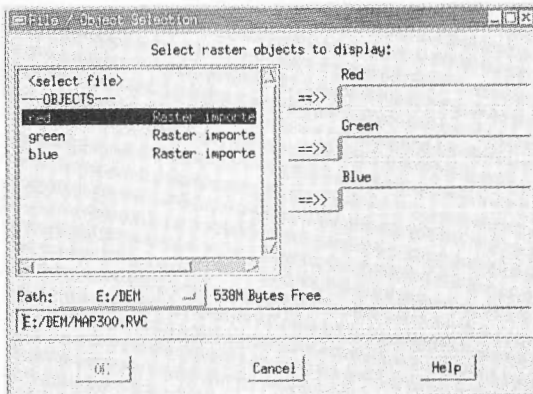 File / Object Selection
Select raster objects to display:
<select file>
---OBJECTS---
red Raster importe
green Raster importe
blue Raster importe
Red
==>>
Green
==>>
Blue
==>>
Path: E:/DEM 538M Bytes Free
E:/DEM/MAP300.RVC
OK Cancel Help